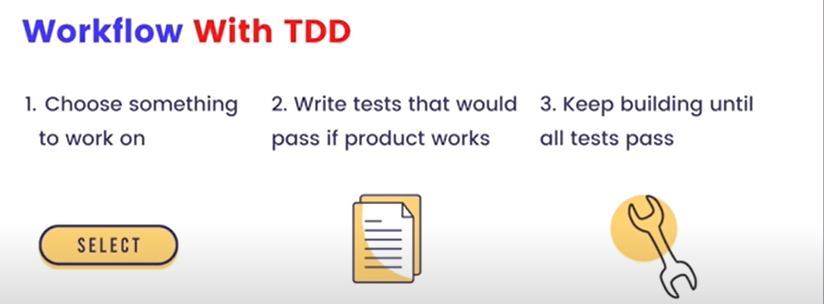 Workflow With TDD
1. Choose something
to work on
2. Write tests that would
pass if product works
3. Keep building until
all tests pass
SELECT